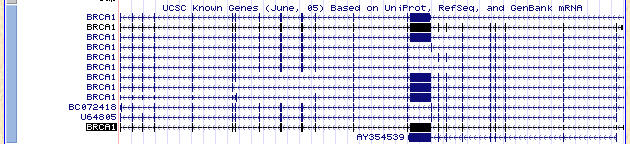 UCSC Known Genes (June, 05) Based on UniProt, RefSeq, and GenBank mRNA
BRCA1
BRCA1
BRCA1
BRCA1
BRCA1
BRCA1
BRCA1
BRCA1
BRCA1
BC072418
U64805
BRCA1
AY354539